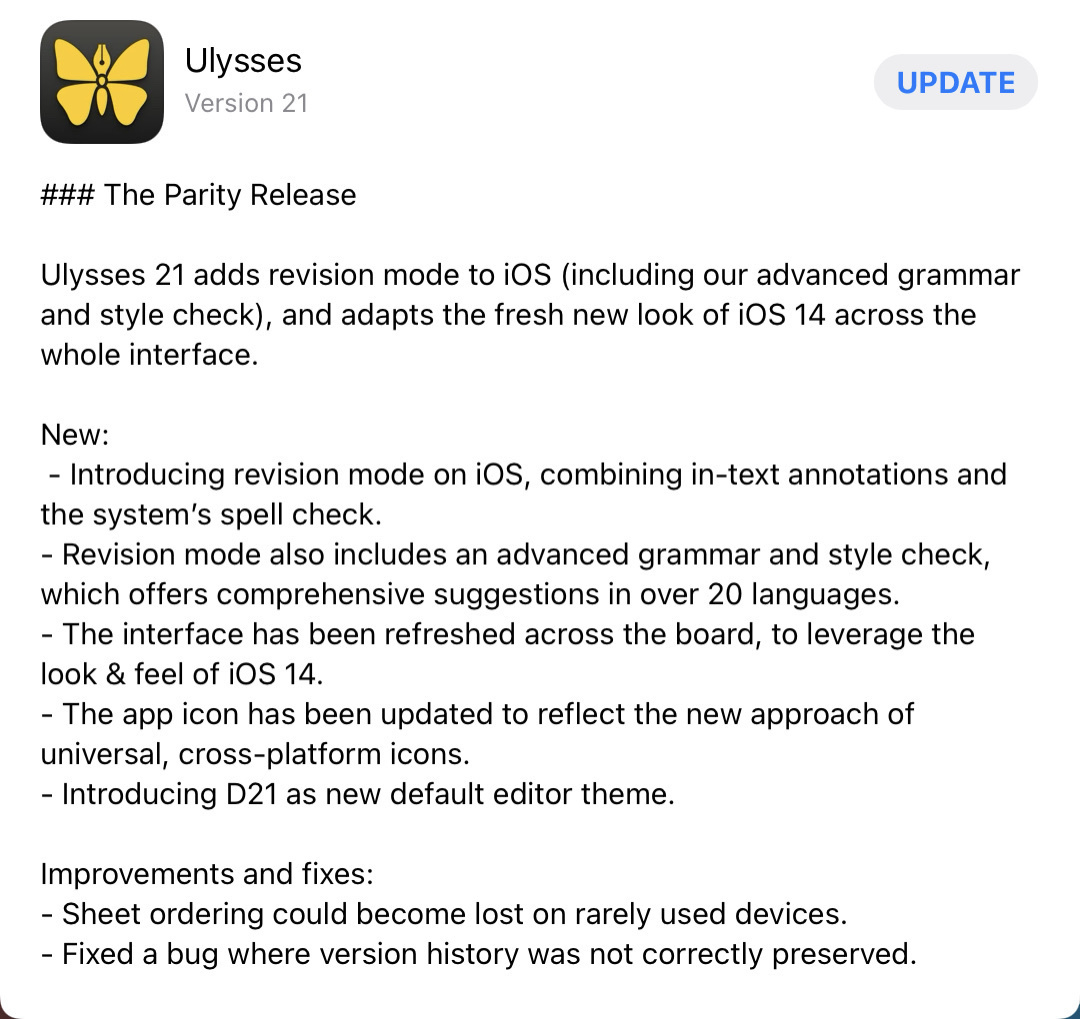 Ulysses
Version 21
UPDATE
### The Parity Release
Ulysses 21 adds revision mode to iOS (including our advanced grammar
and style check), and adapts the fresh new look of iOS 14 across the
whole interface.
New:
- Introducing revision mode on iOS, combining in-text annotations and
the system’s spell check.
- Revision mode also includes an advanced grammar and style check,
which offers comprehensive suggestions in over 20 languages.
- The interface has been refreshed across the board, to leverage the
look & feel of iOS 14.
- The app icon has been updated to reflect the new approach of
universal, cross-platform icons.
- Introducing D21 as new default editor theme.
Improvements and fixes:
- Sheet ordering could become lost on rarely used devices.
- Fixed a bug where version history was not correctly preserved.